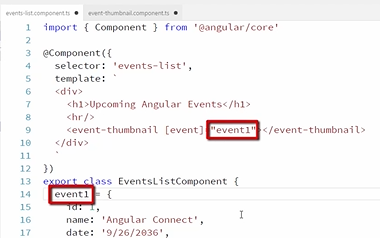 events-list.component.ts ● event-thumbnail.component.ts ●
1 import { Component } from '@angular/core'
2
3 @Component({
4 selector: 'events-list',
5 template: `
6 <div>
7 <h1>Upcoming Angular Events</h1>
8 <hr/>
9 <event-thumbnail [event]="event1"></event-thumbnail>
10 </div>
11 `
12 })
13 export class EventsListComponent {
14 event1 = {
15 id: 1,
16 name: 'Angular Connect',
17 date: '9/26/2036',